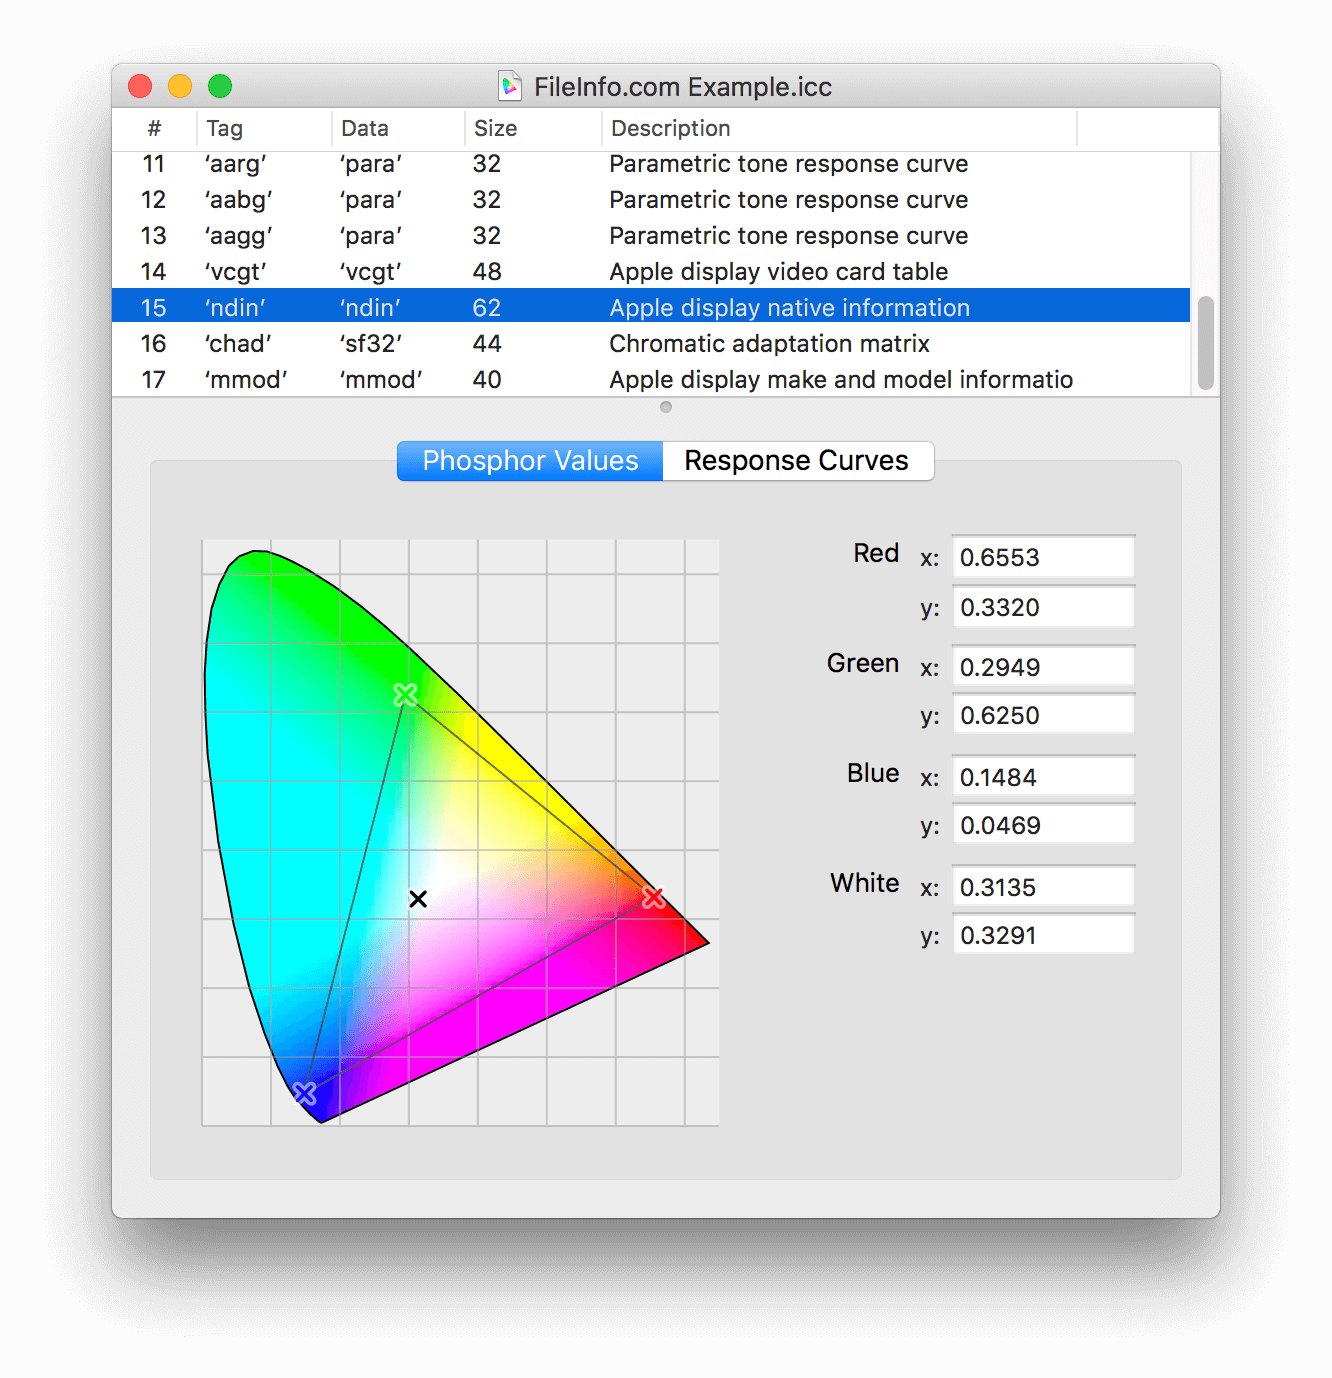 FileInfo.com Example.icc
# Tag Data Size Description
11 ‘aarg’ ‘para’ 32 Parametric tone response curve
12 ‘aabg’ ‘para’ 32 Parametric tone response curve
13 ‘aagg’ ‘para’ 32 Parametric tone response curve
14 ‘vcgt’ ‘vcgt’ 48 Apple display video card table
15 ‘ndin’ ‘ndin’ 62 Apple display native information
16 ‘chad’ ‘sf32’ 44 Chromatic adaptation matrix
17 ‘mmod’ ‘mmod’ 40 Apple display make and model informatio
Phosphor Values Response Curves
Red x: 0.6553
y: 0.3320
Green x: 0.2949
y: 0.6250
Blue x: 0.1484
y: 0.0469
White x: 0.3135
y: 0.3291